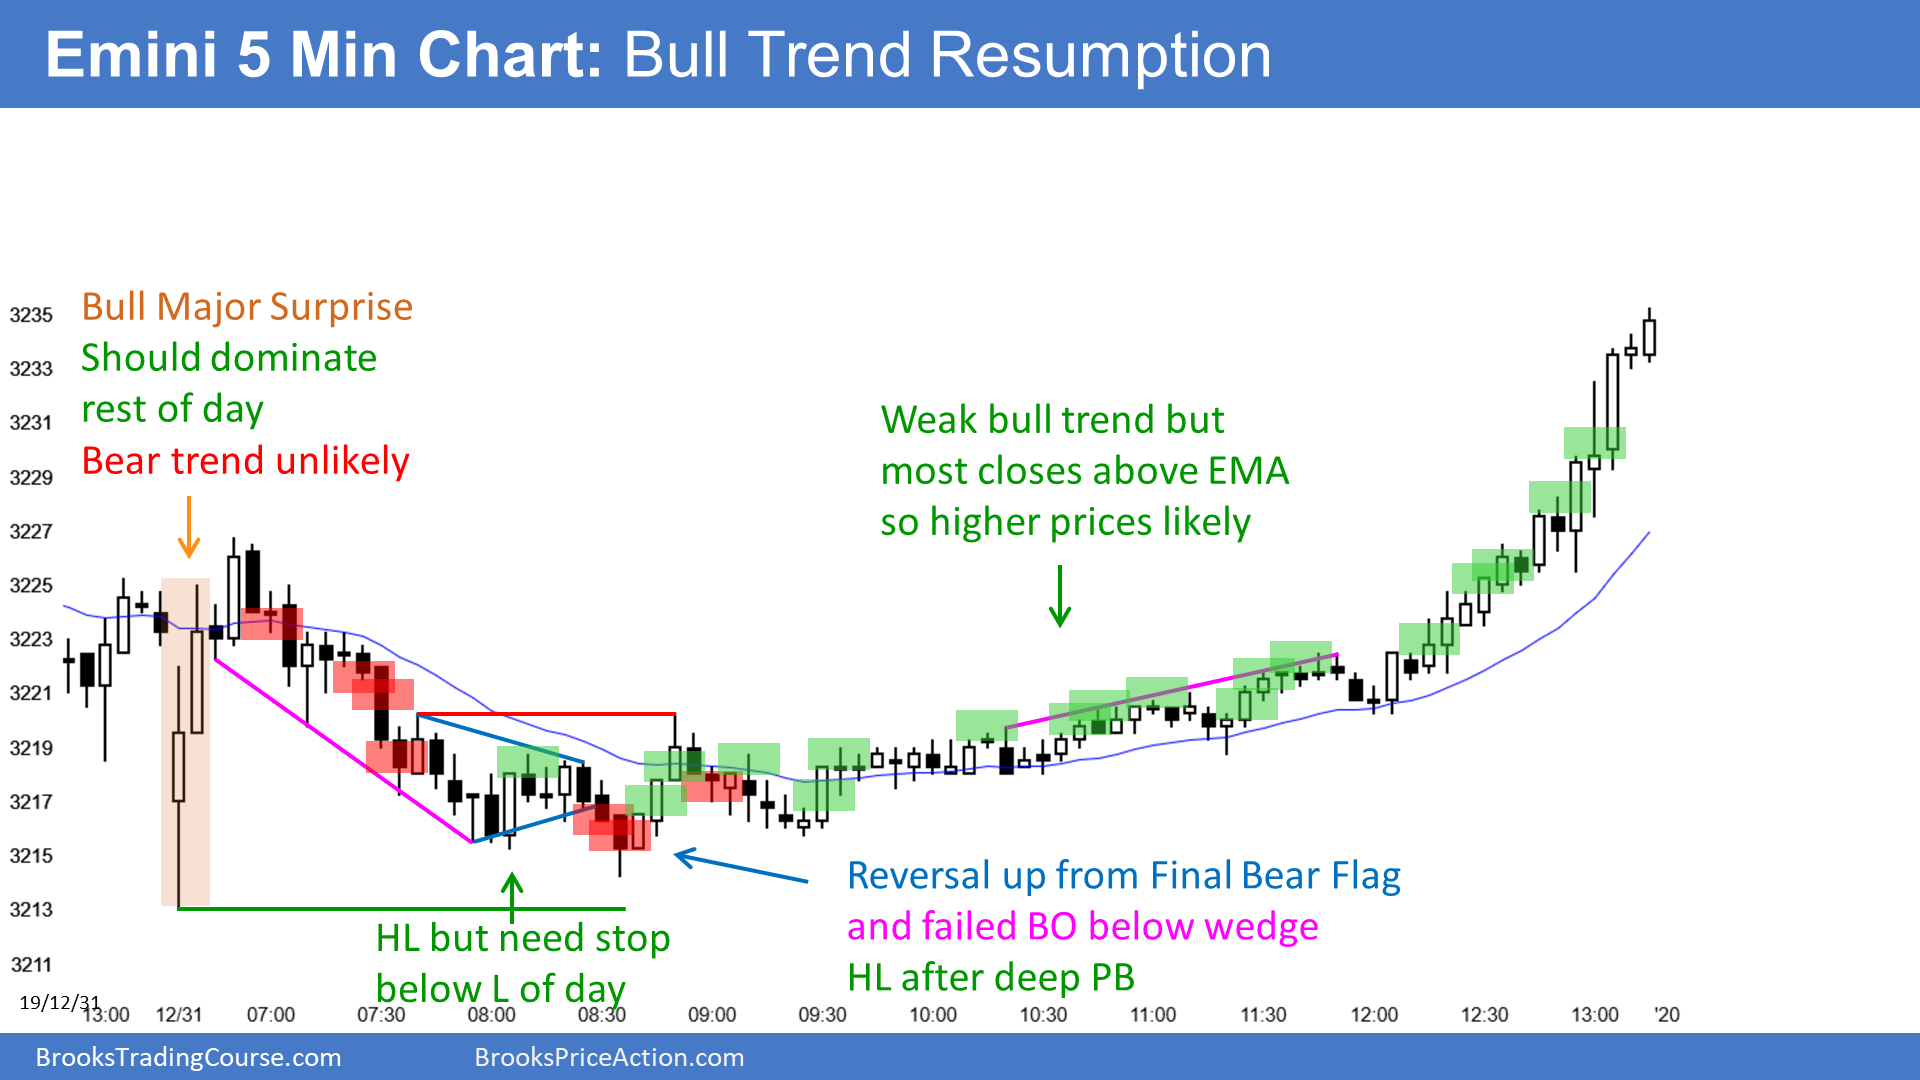 Emini 5 Min Chart: Bull Trend Resumption
Bull Major Surprise
Should dominate
rest of day
Bear trend unlikely
Weak bull trend but
most closes above EMA
so higher prices likely
HL but need stop
below L of day
Reversal up from Final Bear Flag
and failed BO below wedge
HL after deep PB
3235
3233
3231
3229
3227
3225
3223
3221
3219
3217
3215
3213
3211
19/12/31
13:00 12/31 07:00 07:30 08:00 08:30 09:00 09:30 10:00 10:30 11:00 11:30 12:00 12:30 13:00 '20
BrooksTradingCourse.com BrooksPriceAction.com